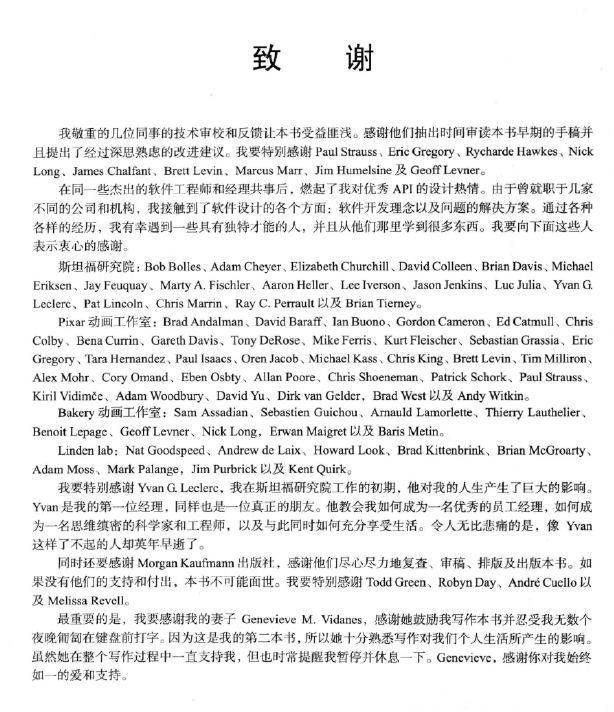 致　谢
我敬重的几位同事的技术审校和反馈让本书受益匪浅。感谢他们抽出时间审读本书早期的手稿并
且提出了经过深思熟虑的改进建议。我要特别感谢 Paul Strauss、Eric Gregory、Rycharde Hawkes、Nick
Long、James Chalfant、Brett Levin、Marcus Marr、Jim Humelsine 及 Geoff Levner。
在同一些杰出的软件工程师和经理共事后，燃起了我对优秀 API 的设计热情。由于曾就职于几家
不同的公司和机构，我接触到了软件设计的各个方面：软件开发理念以及问题的解决方案。通过各种
各样的经历，我有幸遇到一些具有独特才能的人，并且从他们那里学到很多东西。我要向下面这些人
表示衷心的感谢。
斯坦福研究院：Bob Bolles、Adam Cheyer、Elizabeth Churchill、David Colleen、Brian Davis、Michael
Eriksen、Jay Feuquay、Marty A. Fischler、Aaron Heller、Lee Iverson、Jason Jenkins、Luc Julia、Yvan G.
Leclerc、Pat Lincoln、Chris Marrin、Ray C. Perrault 以及 Brian Tierney。
Pixar 动画工作室：Brad Andalman、David Baraff、Ian Buono、Gordon Cameron、Ed Catmull、Chris
Colby、Bena Currin、Gareth Davis、Tony DeRose、Mike Ferris、Kurt Fleischer、Sebastian Grassia、Eric
Gregory、Tara Hernandez、Paul Isaacs、Oren Jacob、Michael Kass、Chris King、Brett Levin、Tim Milliron、
Alex Mohr、Cory Omand、Eben Osbty、Allan Poore、Chris Shoeneman、Patrick Schork、Paul Strauss、
Kiril Vidimče、Adam Woodbury、David Yu、Dirk van Gelder、Brad West 以及 Andy Witkin。
Bakery 动画工作室：Sam Assadian、Sebastien Guichou、Arnauld Lamorlette、Thierry Lauthelier、
Benoit Lepage、Geoff Levner、Nick Long、Erwan Maigret 以及 Baris Metin。
Linden lab：Nat Goodspeed、Andrew de Laix、Howard Look、Brad Kittenbrink、Brian McGroarty、
Adam Moss、Mark Palange、Jim Purbrick 以及 Kent Quirk。
我要特别感谢 Yvan G. Leclerc，我在斯坦福研究院工作的初期，他对我的人生产生了巨大的影响。
Yvan 是我的第一位经理，同样也是一位真正的朋友。他教会我如何成为一名优秀的员工经理，如何成
为一名思维缜密的科学家和工程师，以及与此同时如何充分享受生活。令人无比悲痛的是，像 Yvan
这样了不起的人却英年早逝了。
同时还要感谢 Morgan Kaufmann 出版社，感谢他们尽心尽力地复查、审稿、排版及出版本书。如
果没有他们的支持和付出，本书不可能面世。我要特别感谢 Todd Green、Robyn Day、André Cuello 以
及 Melissa Revell。
最重要的是，我要感谢我的妻子 Genevieve M. Vidanes，感谢她鼓励我写作本书并忍受我无数个
夜晚匍匐在键盘前打字。因为这是我的第二本书，所以她十分熟悉写作对我们个人生活所产生的影响。
虽然她在整个写作过程中一直支持我，但也时常提醒我暂停并休息一下。Genevieve，感谢你对我始终
如一的爱和支持。